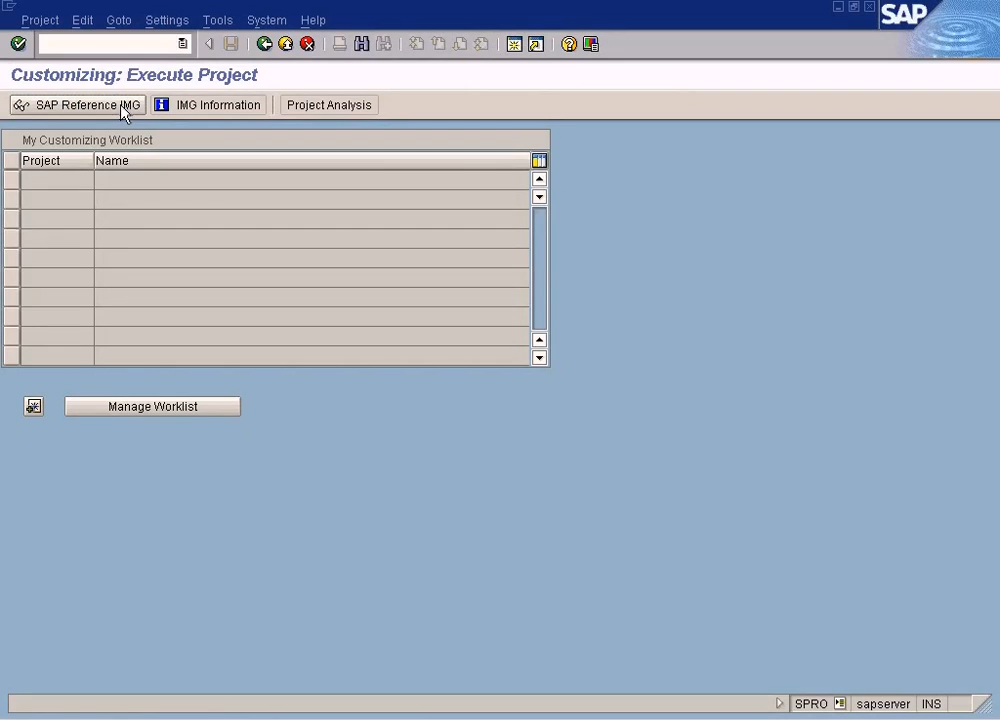 Project Edit Goto Settings Tools System Help
SAP
Customizing: Execute Project
SAP Reference IMG IMG Information Project Analysis
My Customizing Worklist
Project Name
Manage Worklist
SPRO sapserver INS